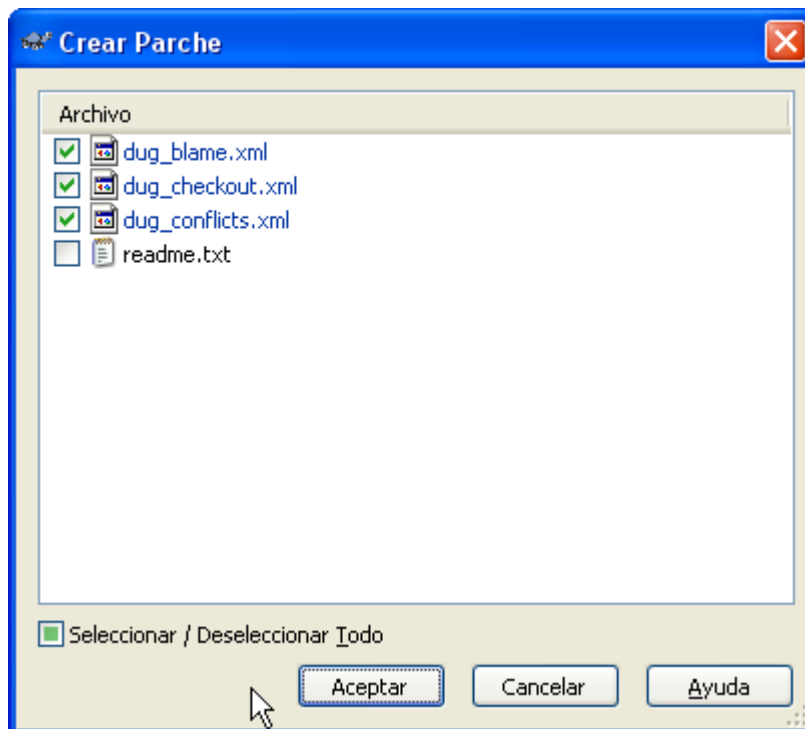 Crear Parche
Archivo
dug_blame.xml
dug_checkout.xml
dug_conflicts.xml
readme.txt
Seleccionar / Deseleccionar Todo
Aceptar Cancelar Ayuda